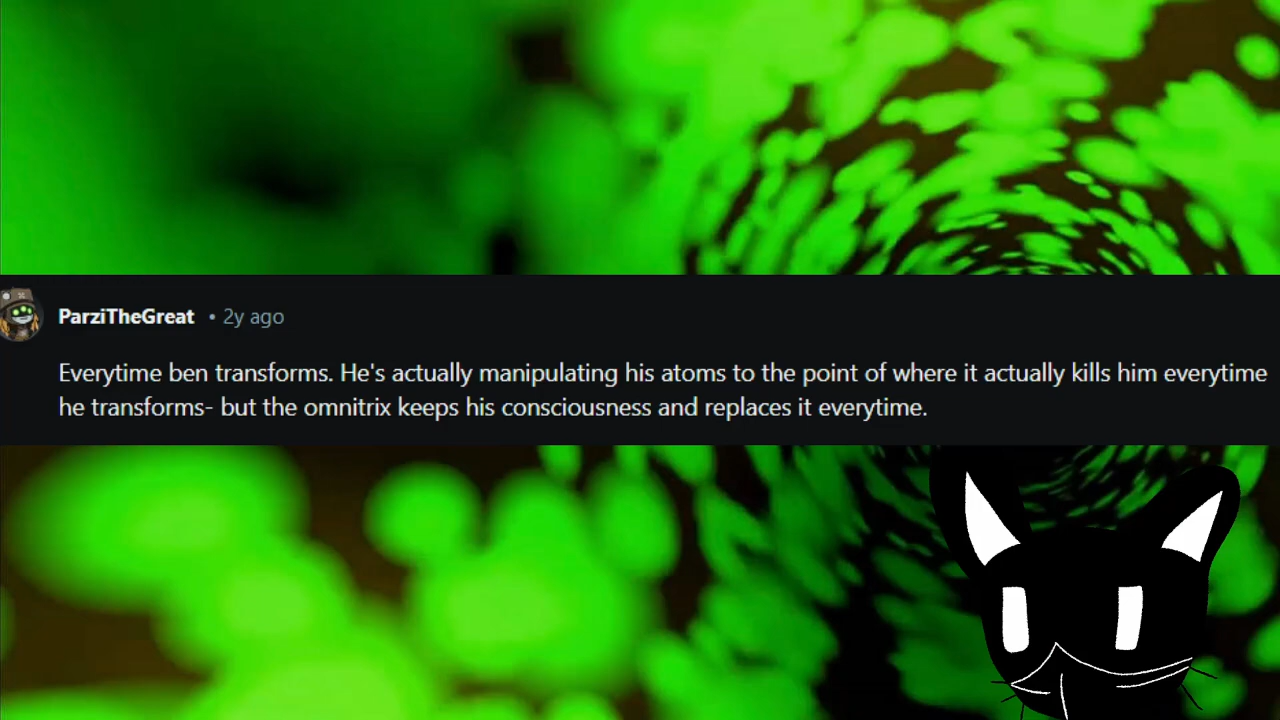 ParziTheGreat • 2y ago
Everytime ben transforms. He's actually manipulating his atoms to the point of where it actually kills him everytime
he transforms- but the omnitrix keeps his consciousness and replaces it everytime.